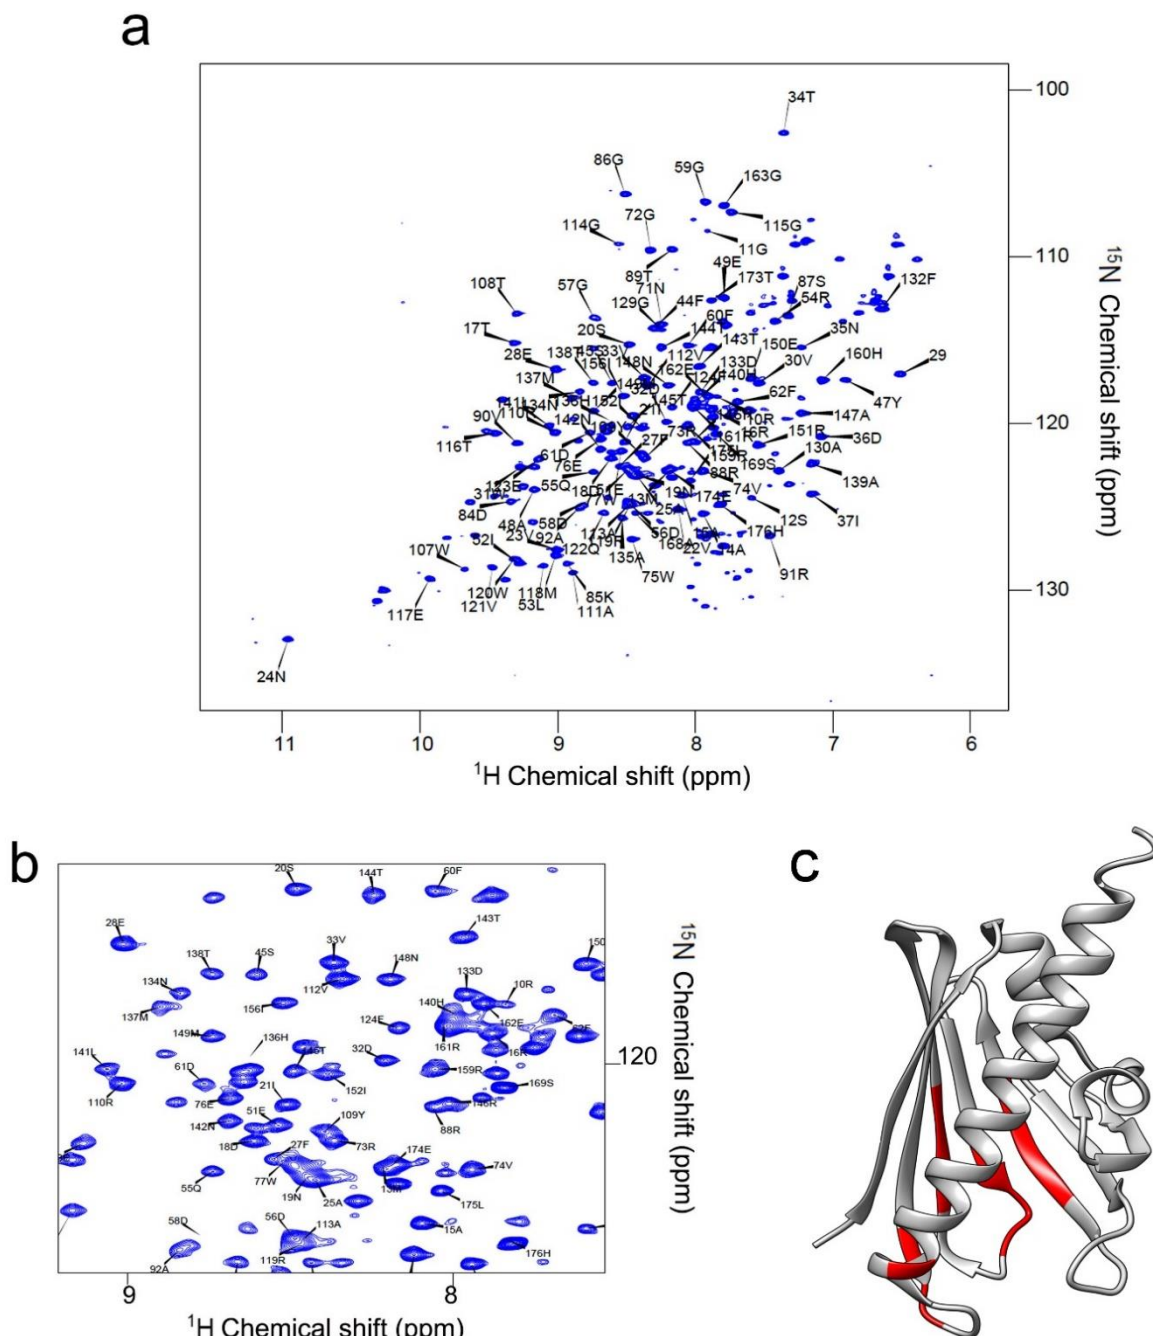 a
100
34T
86G
59G
163G
72G
115G
114G
11G
110
49E
89T
173T
71N
87S
132F
108T
57G
54R
129G
44F
60F
17T
20S
144T
35N
143T
150E
28E
138T
45S
33V
112V
133D
30V
160H
29
156I
148N
162E
140H
137M
149M
32D
62F
47Y
134N
136H
152I
145T
147A
90V
110R
142N
21I
10R
120
73R
16R
151R
36D
116T
61D
27F
161R
130A
76E
159R
169S
123E
55Q
88R
139A
18D
51E
19N
74V
77W
13M
174E
84D
48A
58D
25A
12S
37I
23V
92A
113A
56D
15A
176H
107W
52I
122Q
119R
168A
22V
14A
135A
75W
91R
120W
118M
121V
53L
85K
130
117E
111A
24N
11
10
9
8
7
6
¹H Chemical shift (ppm)
¹⁵N Chemical shift (ppm)
b
20S
144T
60F
28E
143T
33V
138T
45S
148N
150
112V
134N
133D
10R
137M
156I
140H
162E
149M
136H
124E
62F
141L
145T
32D
161R
16R
120
61D
159R
110R
21I
152I
169S
76E
51E
109Y
146R
142N
88R
18D
27F
73R
174E
77W
74V
55Q
19N
25A
13M
175L
58D
56D
113A
15A
92A
119R
176H
9
8
¹H Chemical shift (ppm)
¹⁵N Chemical shift (ppm)
c